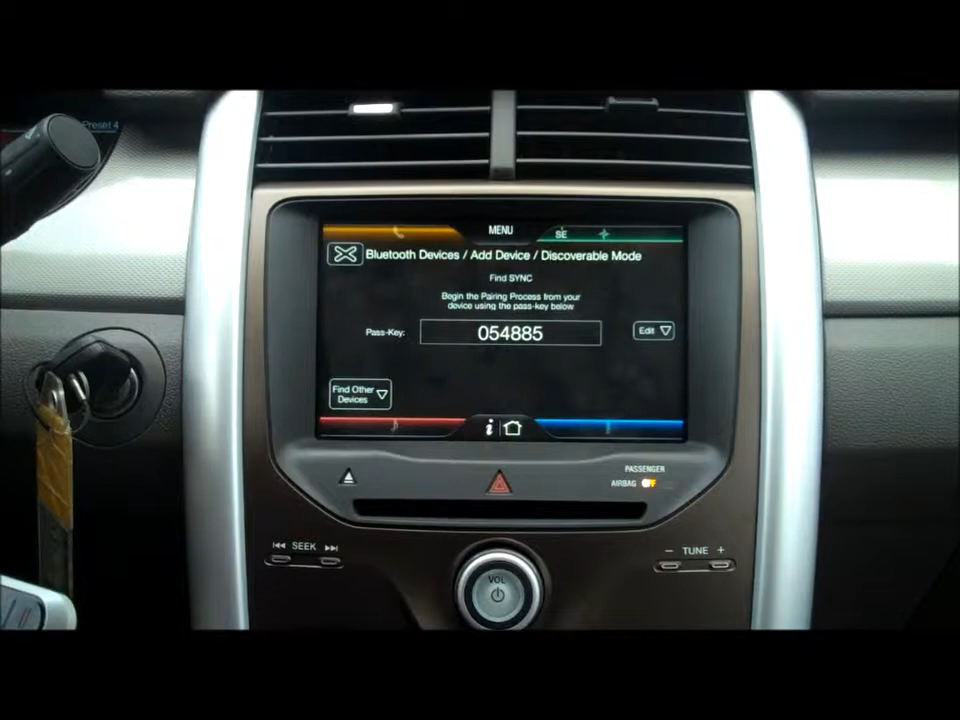 Preset 4
MENU
SE
Bluetooth Devices / Add Device / Discoverable Mode
Find SYNC
Begin the Pairing Process from your
device using the pass-key below
Pass-Key:
054885
Edit
Find Other
Devices
i
PASSENGER
AIRBAG OFF
SEEK
− TUNE +
VOL